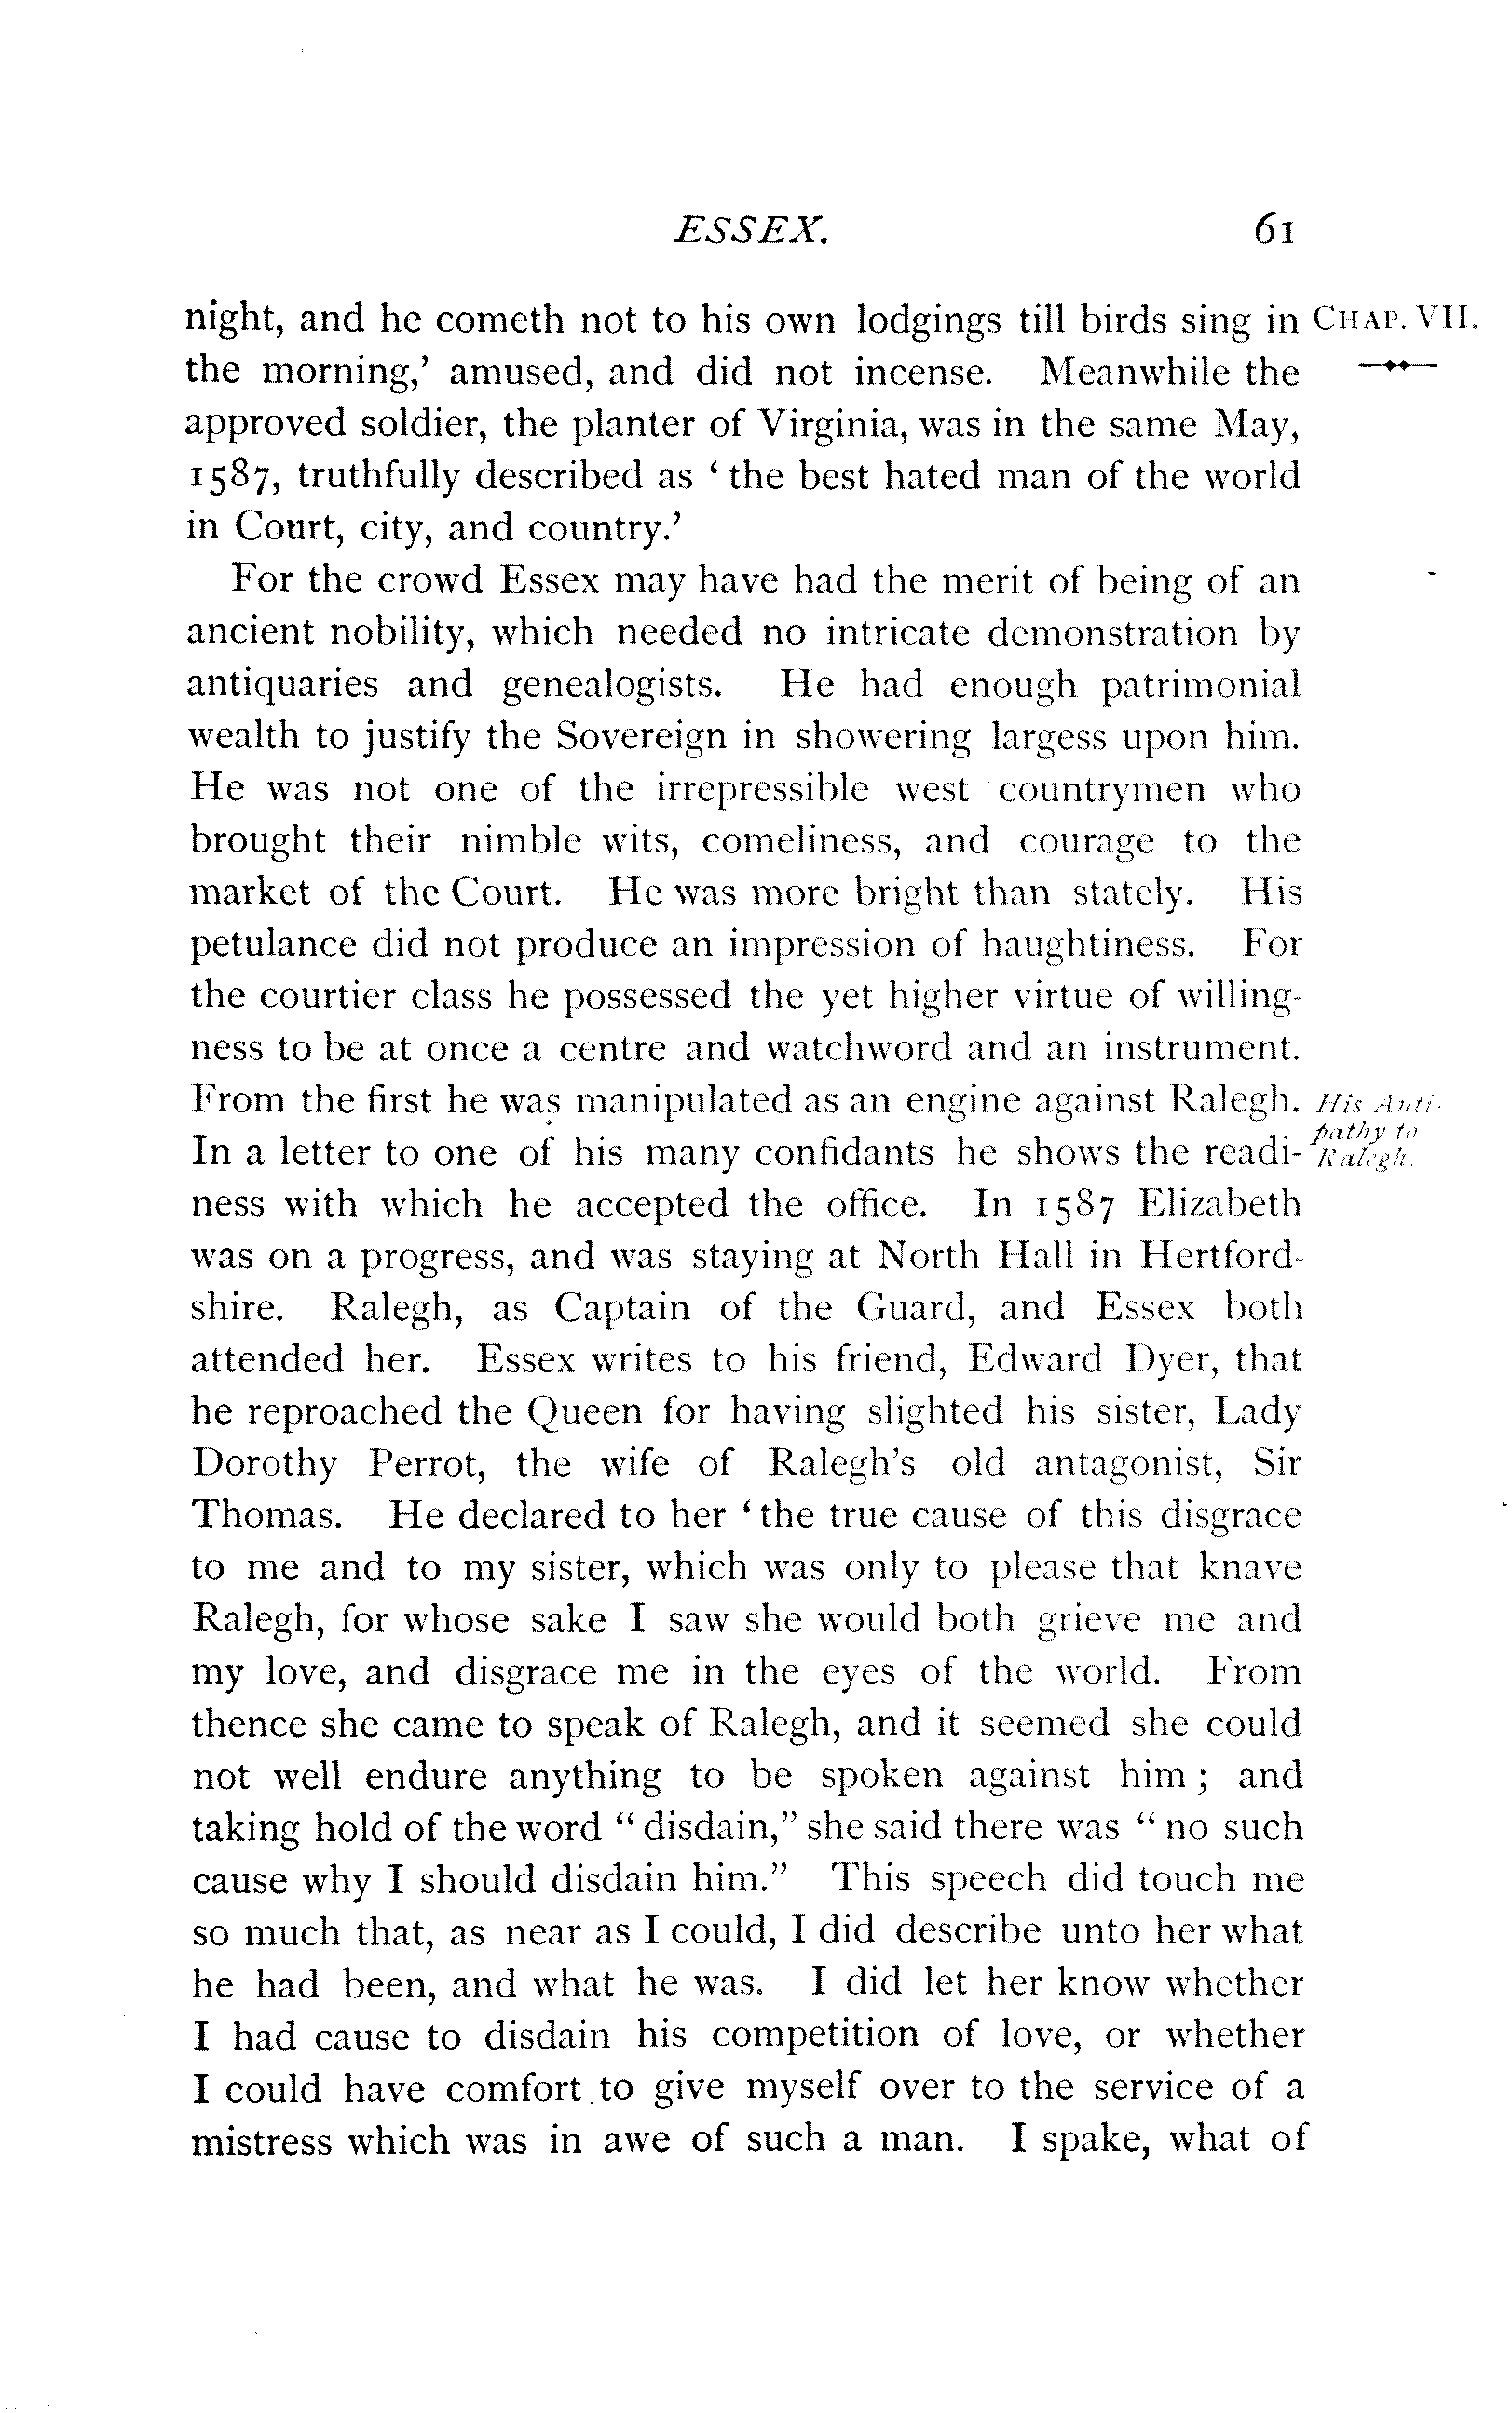 ESSEX. 61
night, and he cometh not to his own lodgings till birds sing in CHAP. VII.
the morning,’ amused, and did not incense. Meanwhile the
approved soldier, the planter of Virginia, was in the same May,
1587, truthfully described as ‘ the best hated man of the world
in Court, city, and country.’
For the crowd Essex may have had the merit of being of an
ancient nobility, which needed no intricate demonstration by
antiquaries and genealogists. He had enough patrimonial
wealth to justify the Sovereign in showering largess upon him.
He was not one of the irrepressible west countrymen who
brought their nimble wits, comeliness, and courage to the
market of the Court. He was more bright than stately. His
petulance did not produce an impression of haughtiness. For
the courtier class he possessed the yet higher virtue of willing-
ness to be at once a centre and watchword and an instrument.
From the first he was manipulated as an engine against Ralegh.
His Anti-
pathy to
Ralegh.
In a letter to one of his many confidants he shows the readi-
ness with which he accepted the office. In 1587 Elizabeth
was on a progress, and was staying at North Hall in Hertford-
shire. Ralegh, as Captain of the Guard, and Essex both
attended her. Essex writes to his friend, Edward Dyer, that
he reproached the Queen for having slighted his sister, Lady
Dorothy Perrot, the wife of Ralegh’s old antagonist, Sir
Thomas. He declared to her ‘ the true cause of this disgrace
to me and to my sister, which was only to please that knave
Ralegh, for whose sake I saw she would both grieve me and
my love, and disgrace me in the eyes of the world. From
thence she came to speak of Ralegh, and it seemed she could
not well endure anything to be spoken against him ; and
taking hold of the word “ disdain,” she said there was “ no such
cause why I should disdain him.” This speech did touch me
so much that, as near as I could, I did describe unto her what
he had been, and what he was. I did let her know whether
I had cause to disdain his competition of love, or whether
I could have comfort to give myself over to the service of a
mistress which was in awe of such a man. I spake, what of